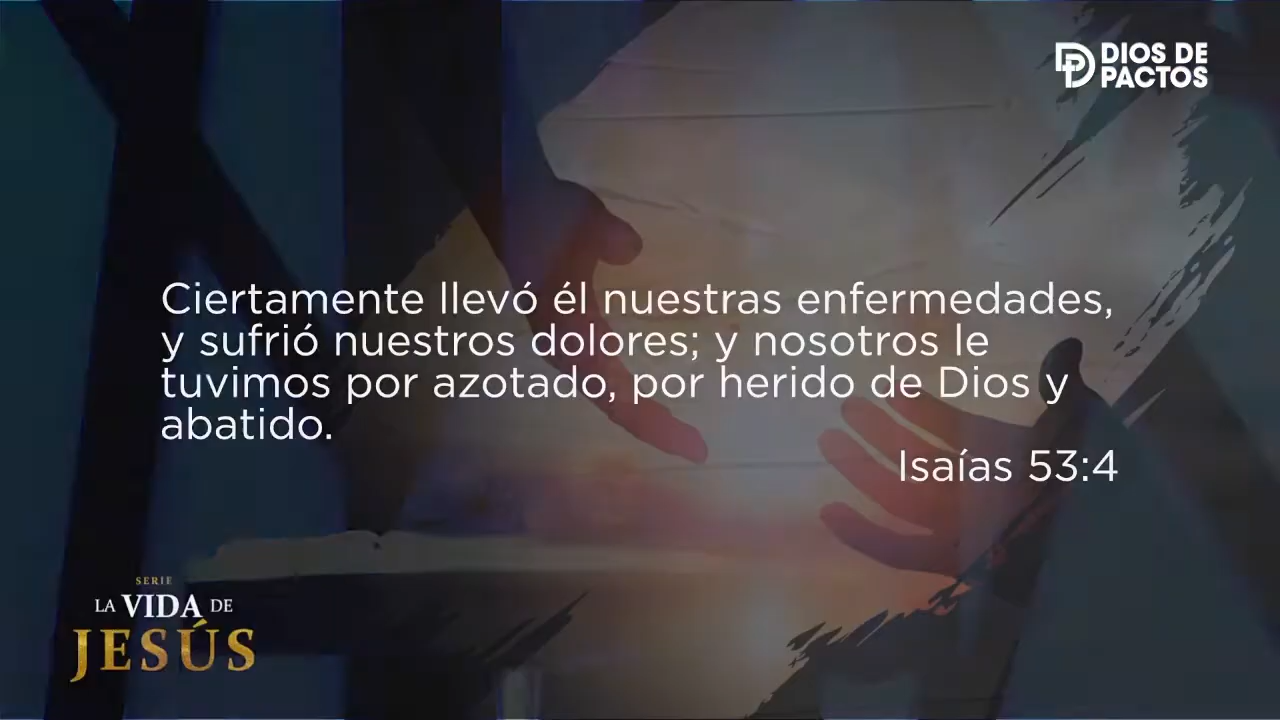 DIOS DE
PACTOS
Ciertamente llevó él nuestras enfermedades,
y sufrió nuestros dolores; y nosotros le
tuvimos por azotado, por herido de Dios y
abatido.
Isaías 53:4
SERIE
LA VIDA DE
JESÚS